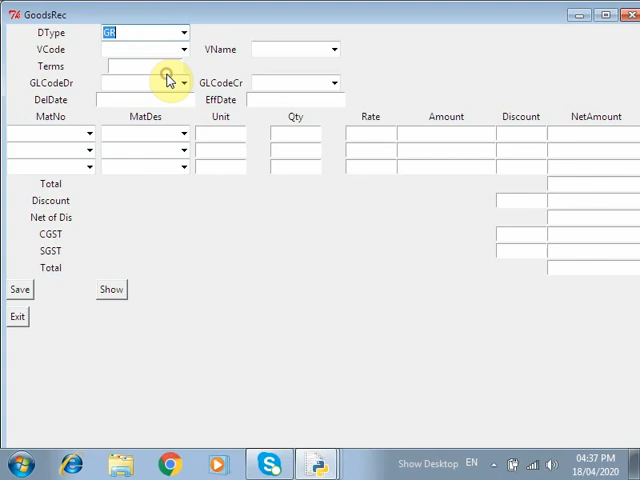 GoodsRec
DType GR
VCode VName
Terms
GLCodeDr GLCodeCr
DelDate EffDate
MatNo MatDes Unit Qty Rate Amount Discount NetAmount
Total
Discount
Net of Dis
CGST
SGST
Total
Save Show
Exit
Show Desktop EN 04:37 PM
18/04/2020